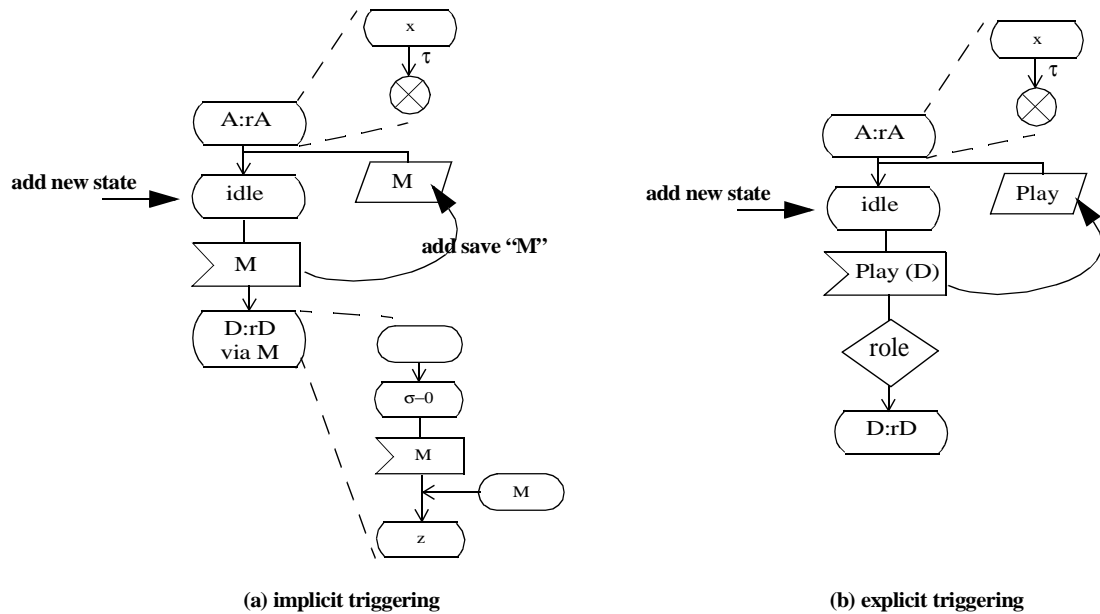 x
τ
A:rA
add new state
idle
M
add save “M”
M
D:rD
via M
σ–0
M
M
z
(a) implicit triggering
x
τ
A:rA
add new state
idle
Play
Play (D)
role
D:rD
(b) explicit triggering